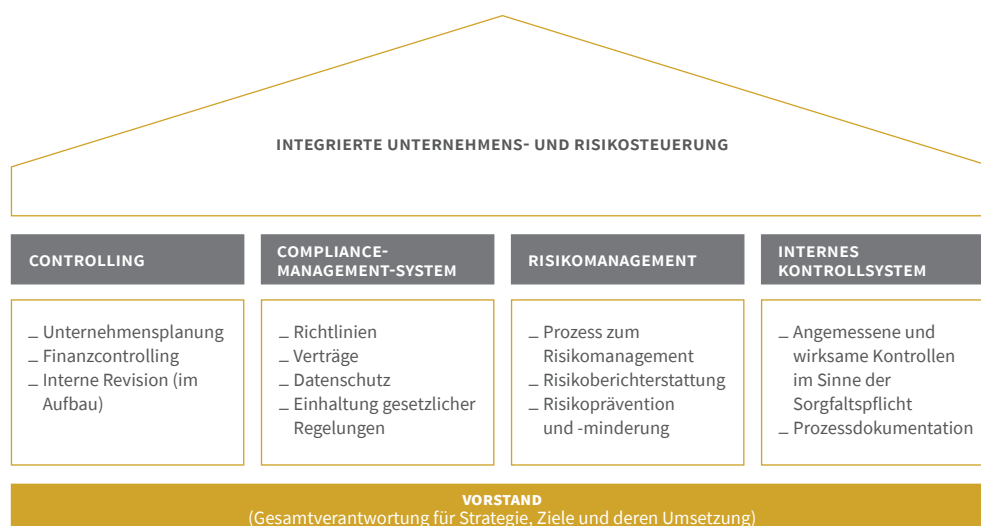 INTEGRIERTE UNTERNEHMENS- UND RISIKOSTEUERUNG
CONTROLLING
_ Unternehmensplanung
_ Finanzcontrolling
_ Interne Revision (im
Aufbau)
COMPLIANCE-
MANAGEMENT-SYSTEM
_ Richtlinien
_ Verträge
_ Datenschutz
_ Einhaltung gesetzlicher
Regelungen
RISIKOMANAGEMENT
_ Prozess zum
Risikomanagement
_ Risikoberichterstattung
_ Risikoprävention
und -minderung
INTERNES
KONTROLLSYSTEM
_ Angemessene und
wirksame Kontrollen
im Sinne der
Sorgfaltspflicht
_ Prozessdokumentation
VORSTAND
(Gesamtverantwortung für Strategie, Ziele und deren Umsetzung)